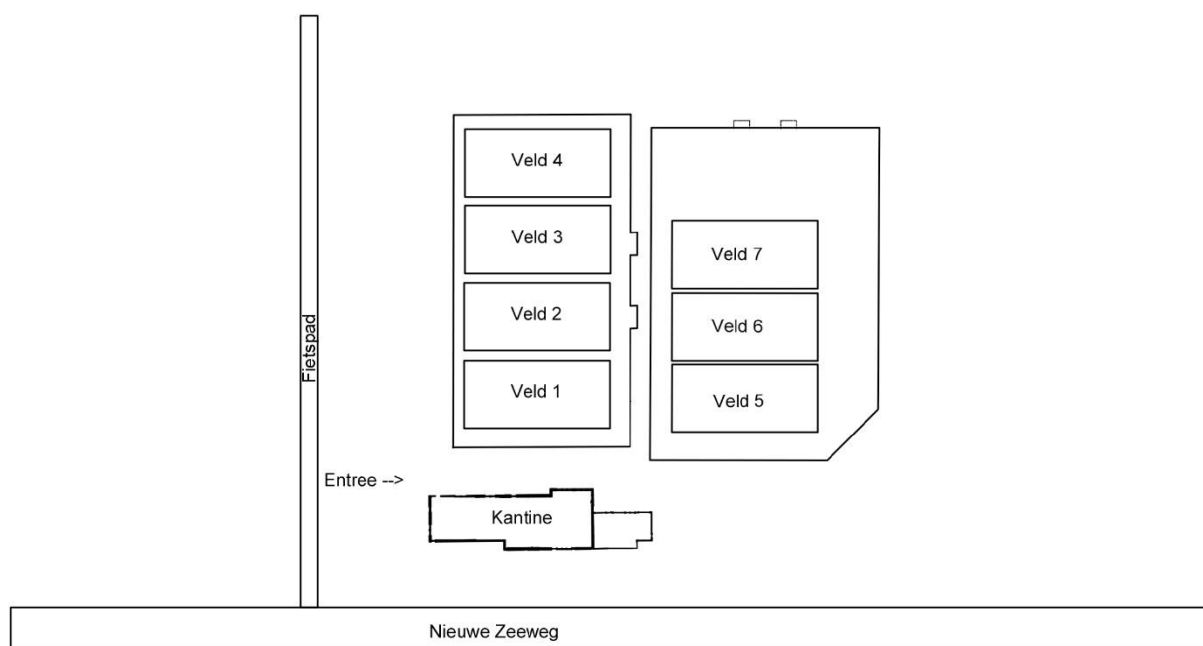 Veld 4
Veld 3
Veld 7
Veld 2
Veld 6
Fietspad
Veld 1
Veld 5
Entree -->
Kantine
Nieuwe Zeeweg